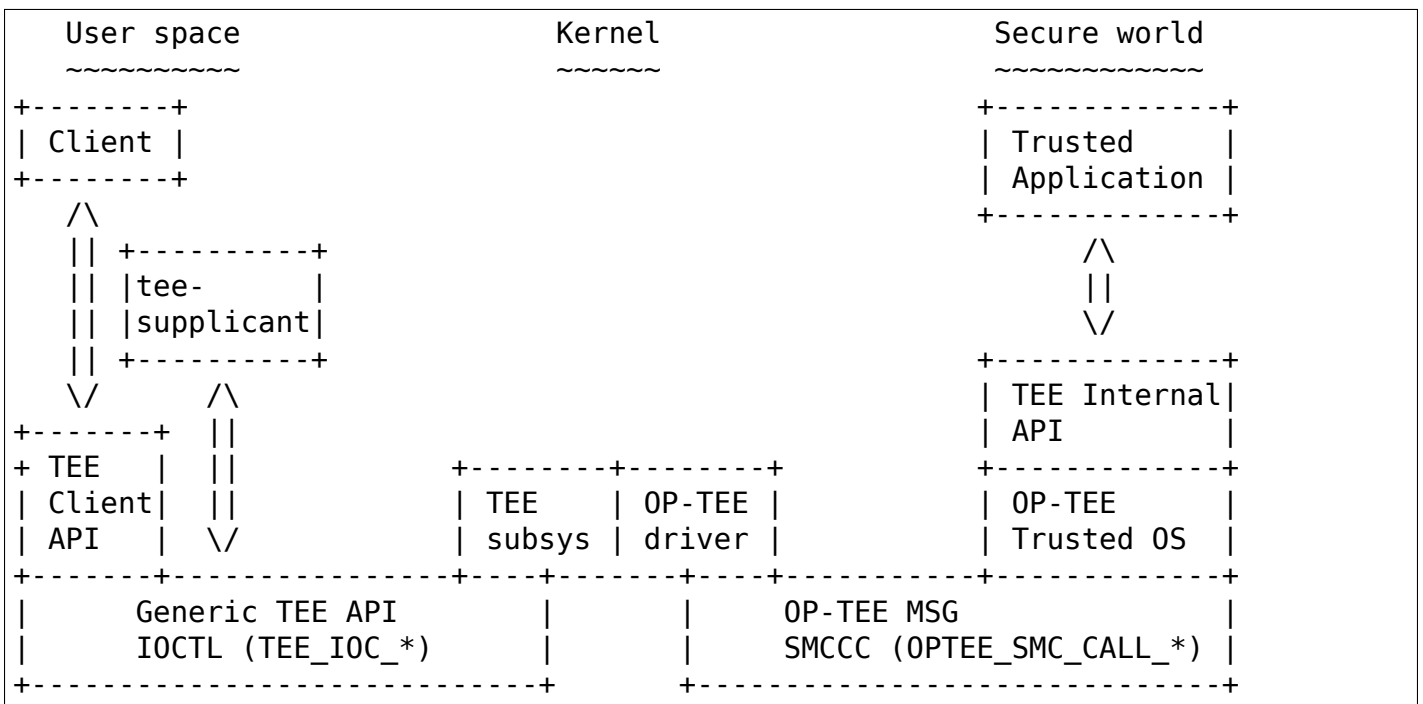 User space                  Kernel                   Secure world
   ~~~~~~~~~~                  ~~~~~~                   ~~~~~~~~~~~~
+--------+                                             +-------------+
| Client |                                             | Trusted     |
+--------+                                             | Application |
   /\                                                  +-------------+
   || +----------+                                           /\
   || |tee-      |                                           ||
   || |supplicant|                                           \/
   || +----------+                                     +-------------+
   \/      /\                                          | TEE Internal|
+-------+  ||                                          | API         |
+ TEE   |  ||            +--------+--------+           +-------------+
| Client|  ||            | TEE    | OP-TEE |           | OP-TEE      |
| API   |  \/            | subsys | driver |           | Trusted OS  |
+-------+----------------+----+-------+----+-----------+-------------+
|      Generic TEE API        |       |     OP-TEE MSG               |
|      IOCTL (TEE_IOC_*)      |       |     SMCCC (OPTEE_SMC_CALL_*) |
+-----------------------------+       +------------------------------+